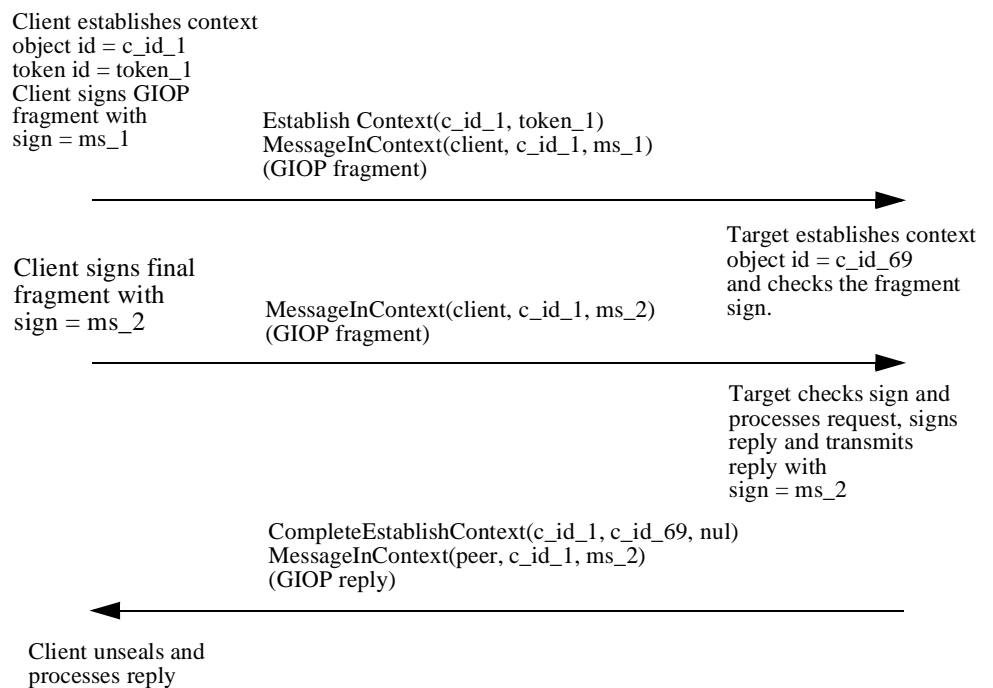 Client establishes context
object id = c_id_1
token id = token_1
Client signs GIOP
fragment with
sign = ms_1
Establish Context(c_id_1, token_1)
MessageInContext(client, c_id_1, ms_1)
(GIOP fragment)
Target establishes context
object id = c_id_69
and checks the fragment
sign.
Client signs final
fragment with
sign = ms_2
MessageInContext(client, c_id_1, ms_2)
(GIOP fragment)
Target checks sign and
processes request, signs
reply and transmits
reply with
sign = ms_2
CompleteEstablishContext(c_id_1, c_id_69, nul)
MessageInContext(peer, c_id_1, ms_2)
(GIOP reply)
Client unseals and
processes reply